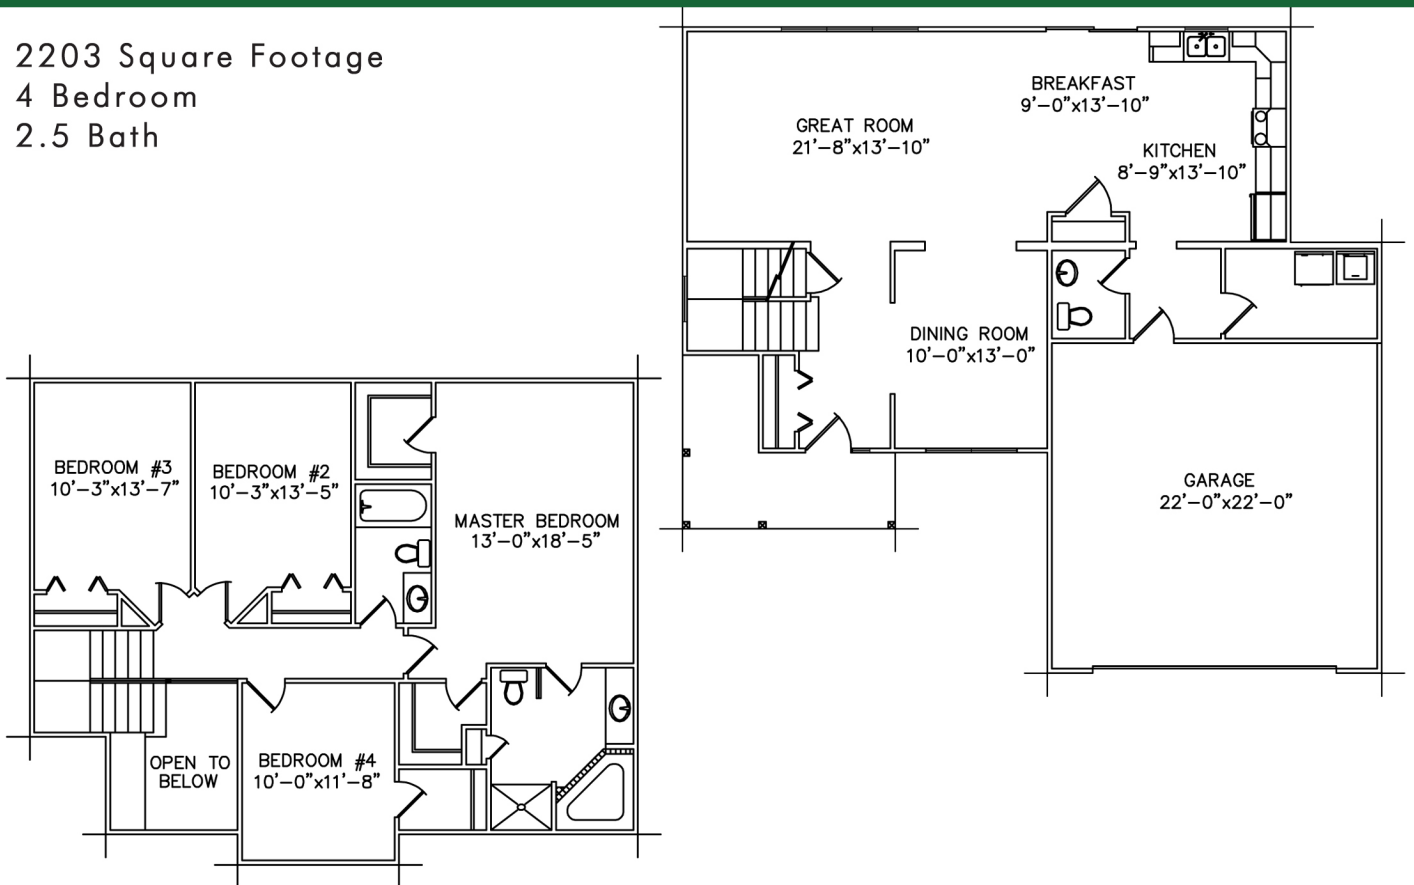 2203 Square Footage
4 Bedroom
2.5 Bath
GREAT ROOM
21'-8"x13'-10"
BREAKFAST
9'-0"x13'-10"
KITCHEN
8'-9"x13'-10"
DINING ROOM
10'-0"x13'-0"
GARAGE
22'-0"x22'-0"
BEDROOM #3
10'-3"x13'-7"
BEDROOM #2
10'-3"x13'-5"
MASTER BEDROOM
13'-0"x18'-5"
OPEN TO
BELOW
BEDROOM #4
10'-0"x11'-8"